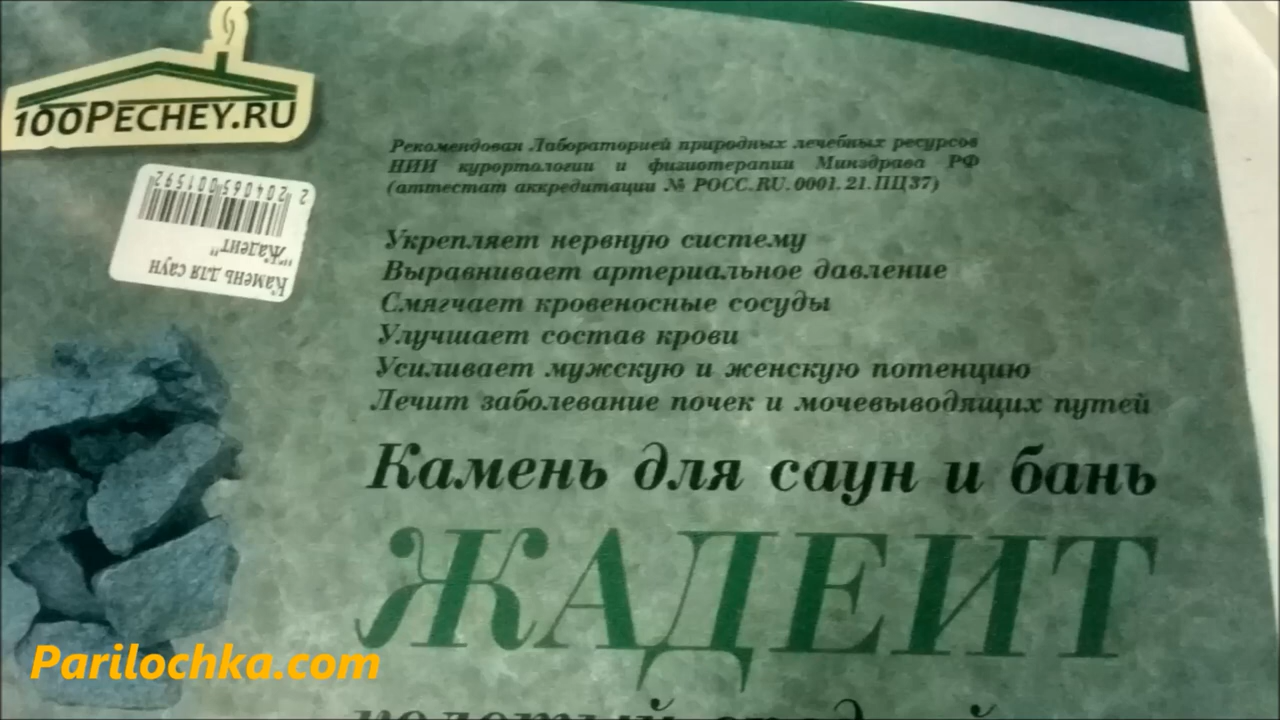 100PECHEY.RU
Рекомендован Лабораторией природных лечебных ресурсов
НИИ курортологии и физиотерапии Минздрава РФ
(аттестат аккредитации № РОСС.RU.0001.21.ПЦ37)
2 204065 001592
Камень для саун
""Жадеит"
Укрепляет нервную систему
Выравнивает артериальное давление
Смягчает кровеносные сосуды
Улучшает состав крови
Усиливает мужскую и женскую потенцию
Лечит заболевание почек и мочевыводящих путей
Камень для саун и бань
ЖАДЕИТ
Parilochka.com